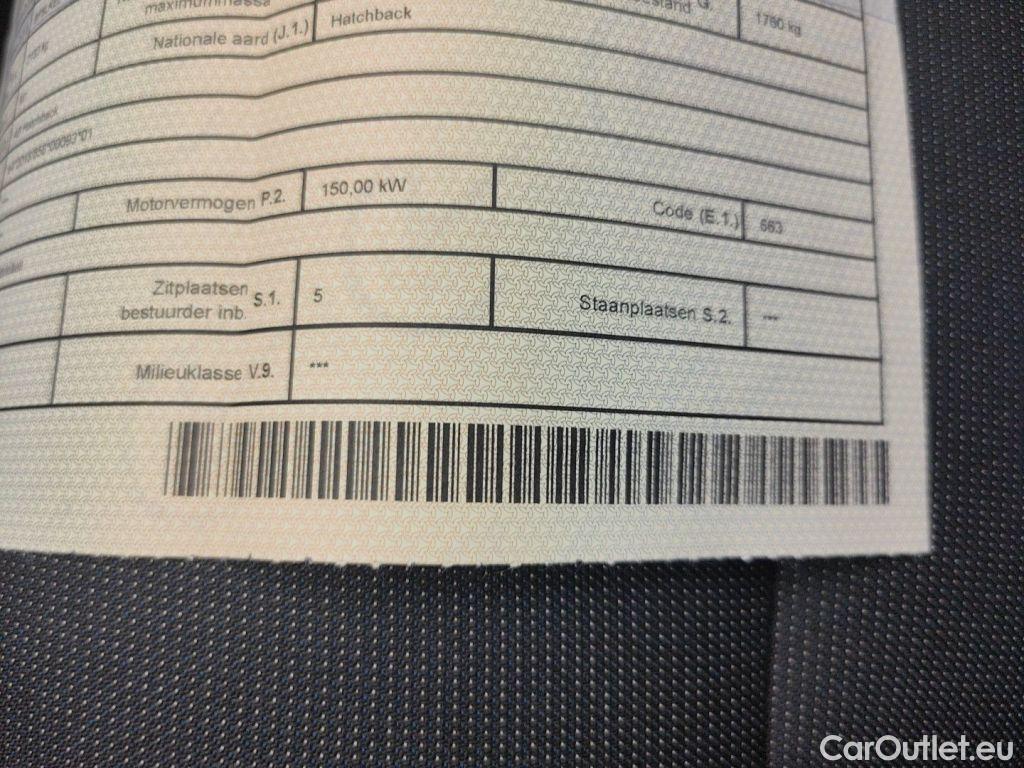 maximummassa
G.
1760 kg
Nationale aard (J.1.)
Hatchback
Motorvermogen P.2.
150,00 kW
Code (E.1.)
663
Zitplaatsen
bestuurder inb. S.1.
5
Staanplaatsen S.2.
***
Milieuklasse V.9.
***
CarOutlet.eu